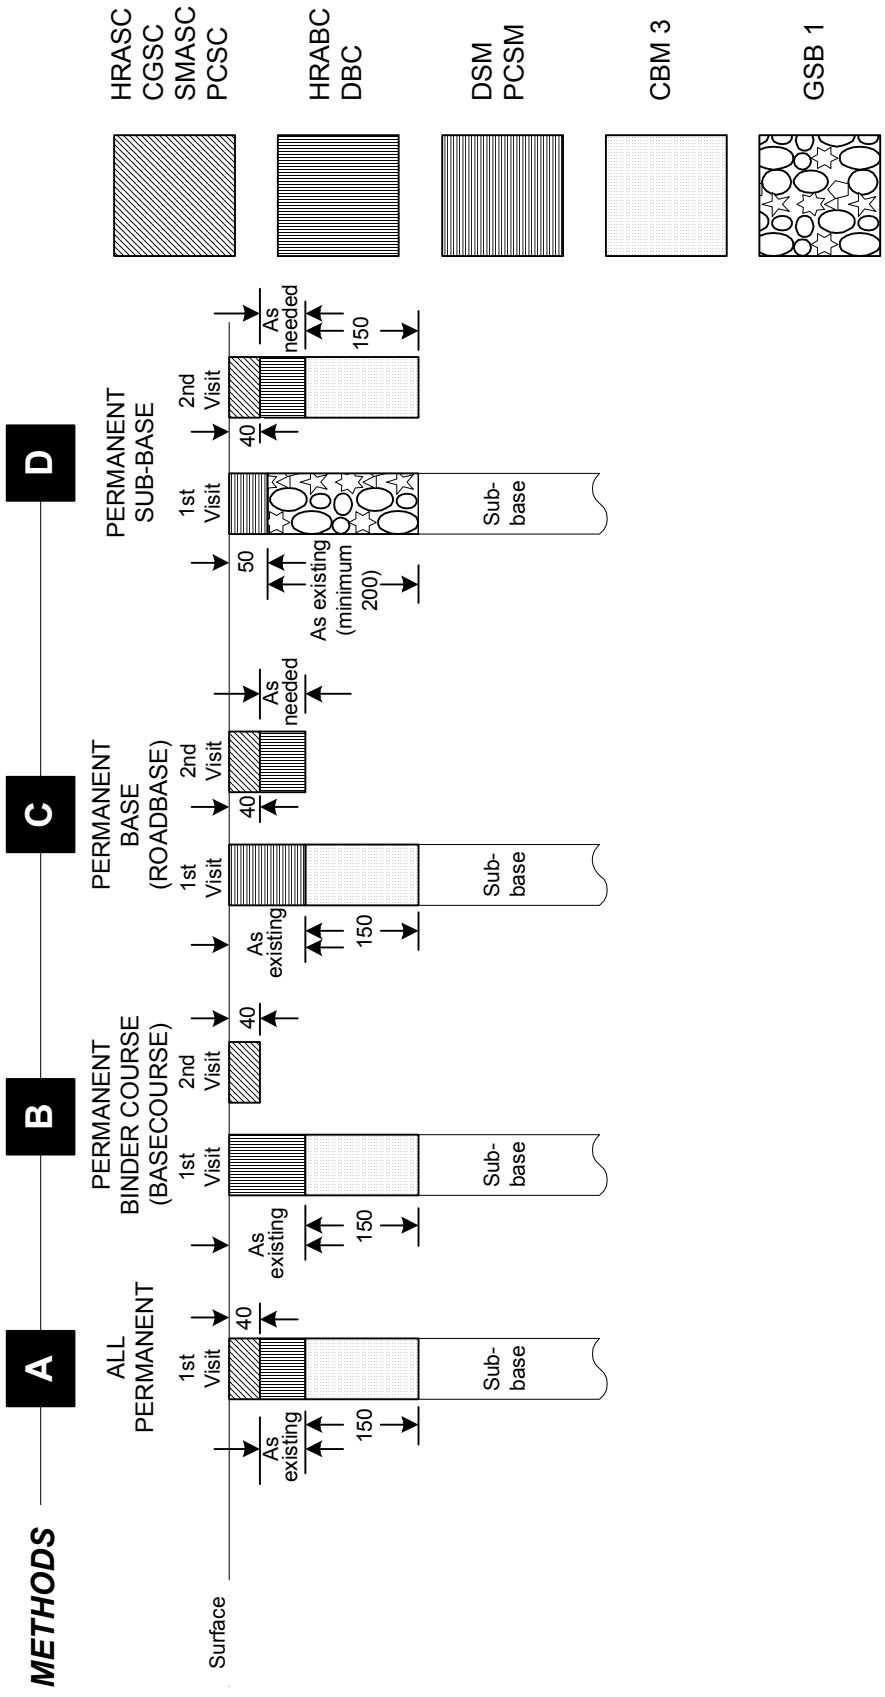 METHODS
A
B
C
D
ALL
PERMANENT
PERMANENT
BINDER COURSE
(BASECOURSE)
PERMANENT
BASE
(ROADBASE)
PERMANENT
SUB-BASE
1st
Visit
1st
Visit
2nd
Visit
1st
Visit
2nd
Visit
1st
Visit
2nd
Visit
Surface
As
existing
150
40
Sub-
base
As
existing
150
40
Sub-
base
As
existing
150
40
As
needed
Sub-
base
50
As existing
(minimum
200)
40
As
needed
150
Sub-
base
HRASC
CGSC
SMASC
PCSC
HRABC
DBC
DSM
PCSM
CBM 3
GSB 1